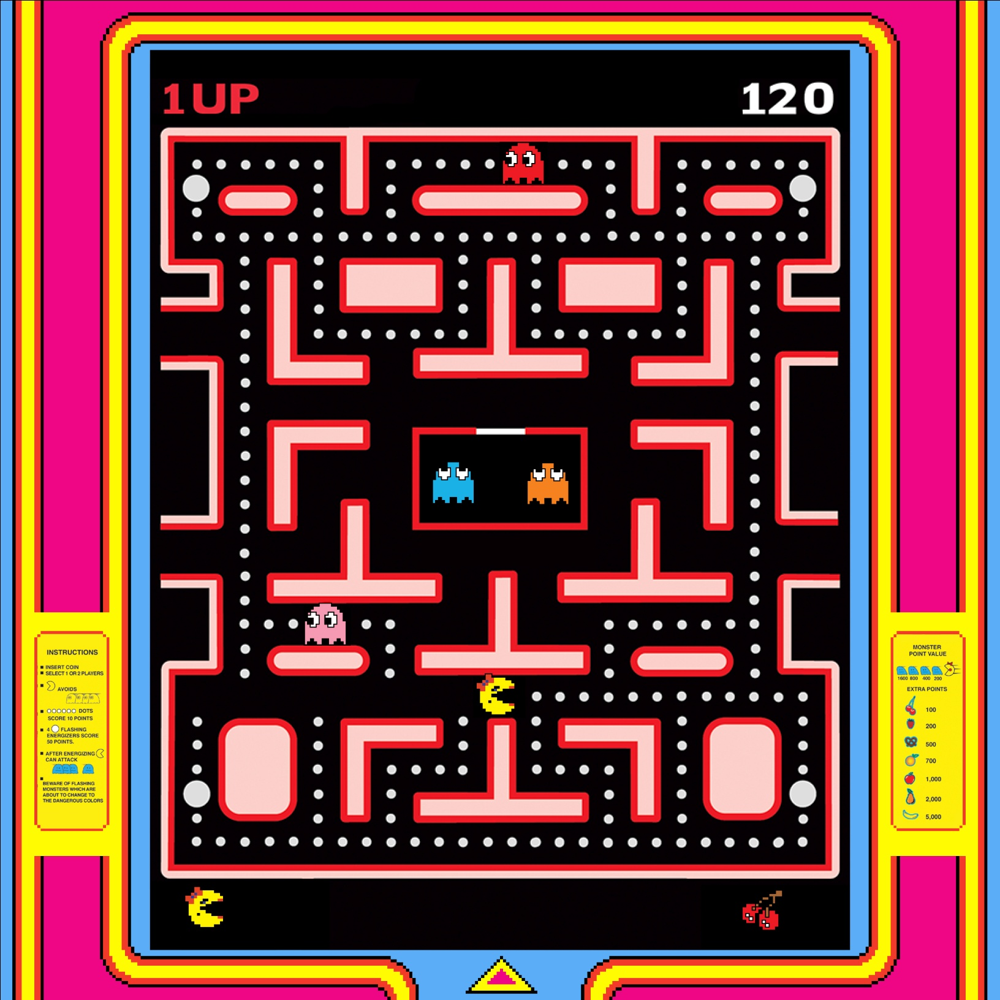 1UP
120
INSTRUCTIONS
INSERT COIN
SELECT 1 OR 2 PLAYERS
AVOIDS
DOTS
SCORE 10 POINTS
4 FLASHING
ENERGIZERS SCORE
50 POINTS.
AFTER ENERGIZING
CAN ATTACK
BEWARE OF FLASHING
MONSTERS WHICH ARE
ABOUT TO CHANGE TO
THE DANGEROUS COLORS
MONSTER
POINT VALUE
1600 800 400 200
EXTRA POINTS
100
200
500
700
1,000
2,000
5,000